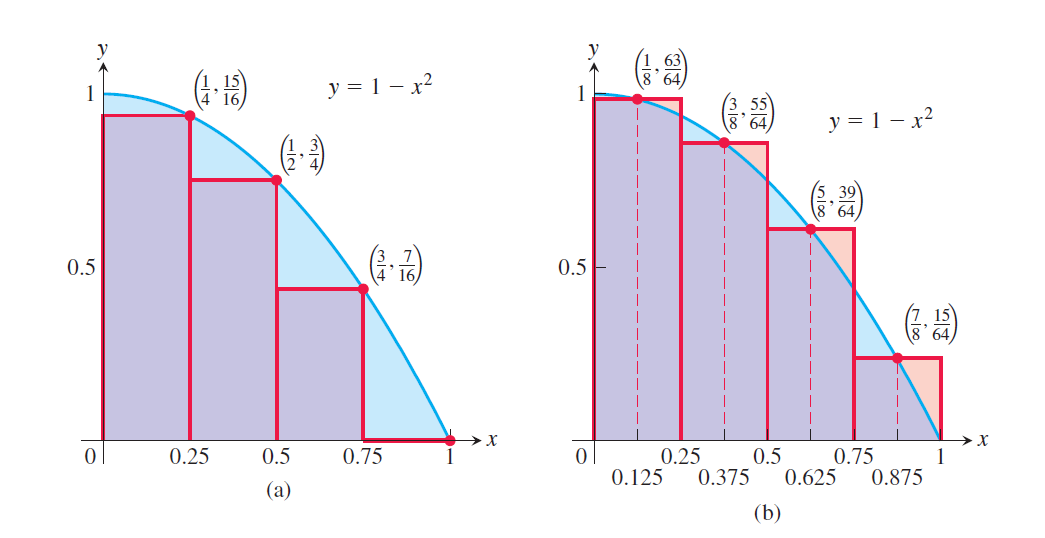 y
1
(1/4, 15/16)
y = 1 − x²
(1/2, 3/4)
(3/4, 7/16)
0.5
x
0 0.25 0.5 0.75 1
(a)
y
1
(1/8, 63/64)
(3/8, 55/64)
y = 1 − x²
(5/8, 39/64)
0.5
(7/8, 15/64)
x
0 0.25 0.5 0.75 1
0.125 0.375 0.625 0.875
(b)